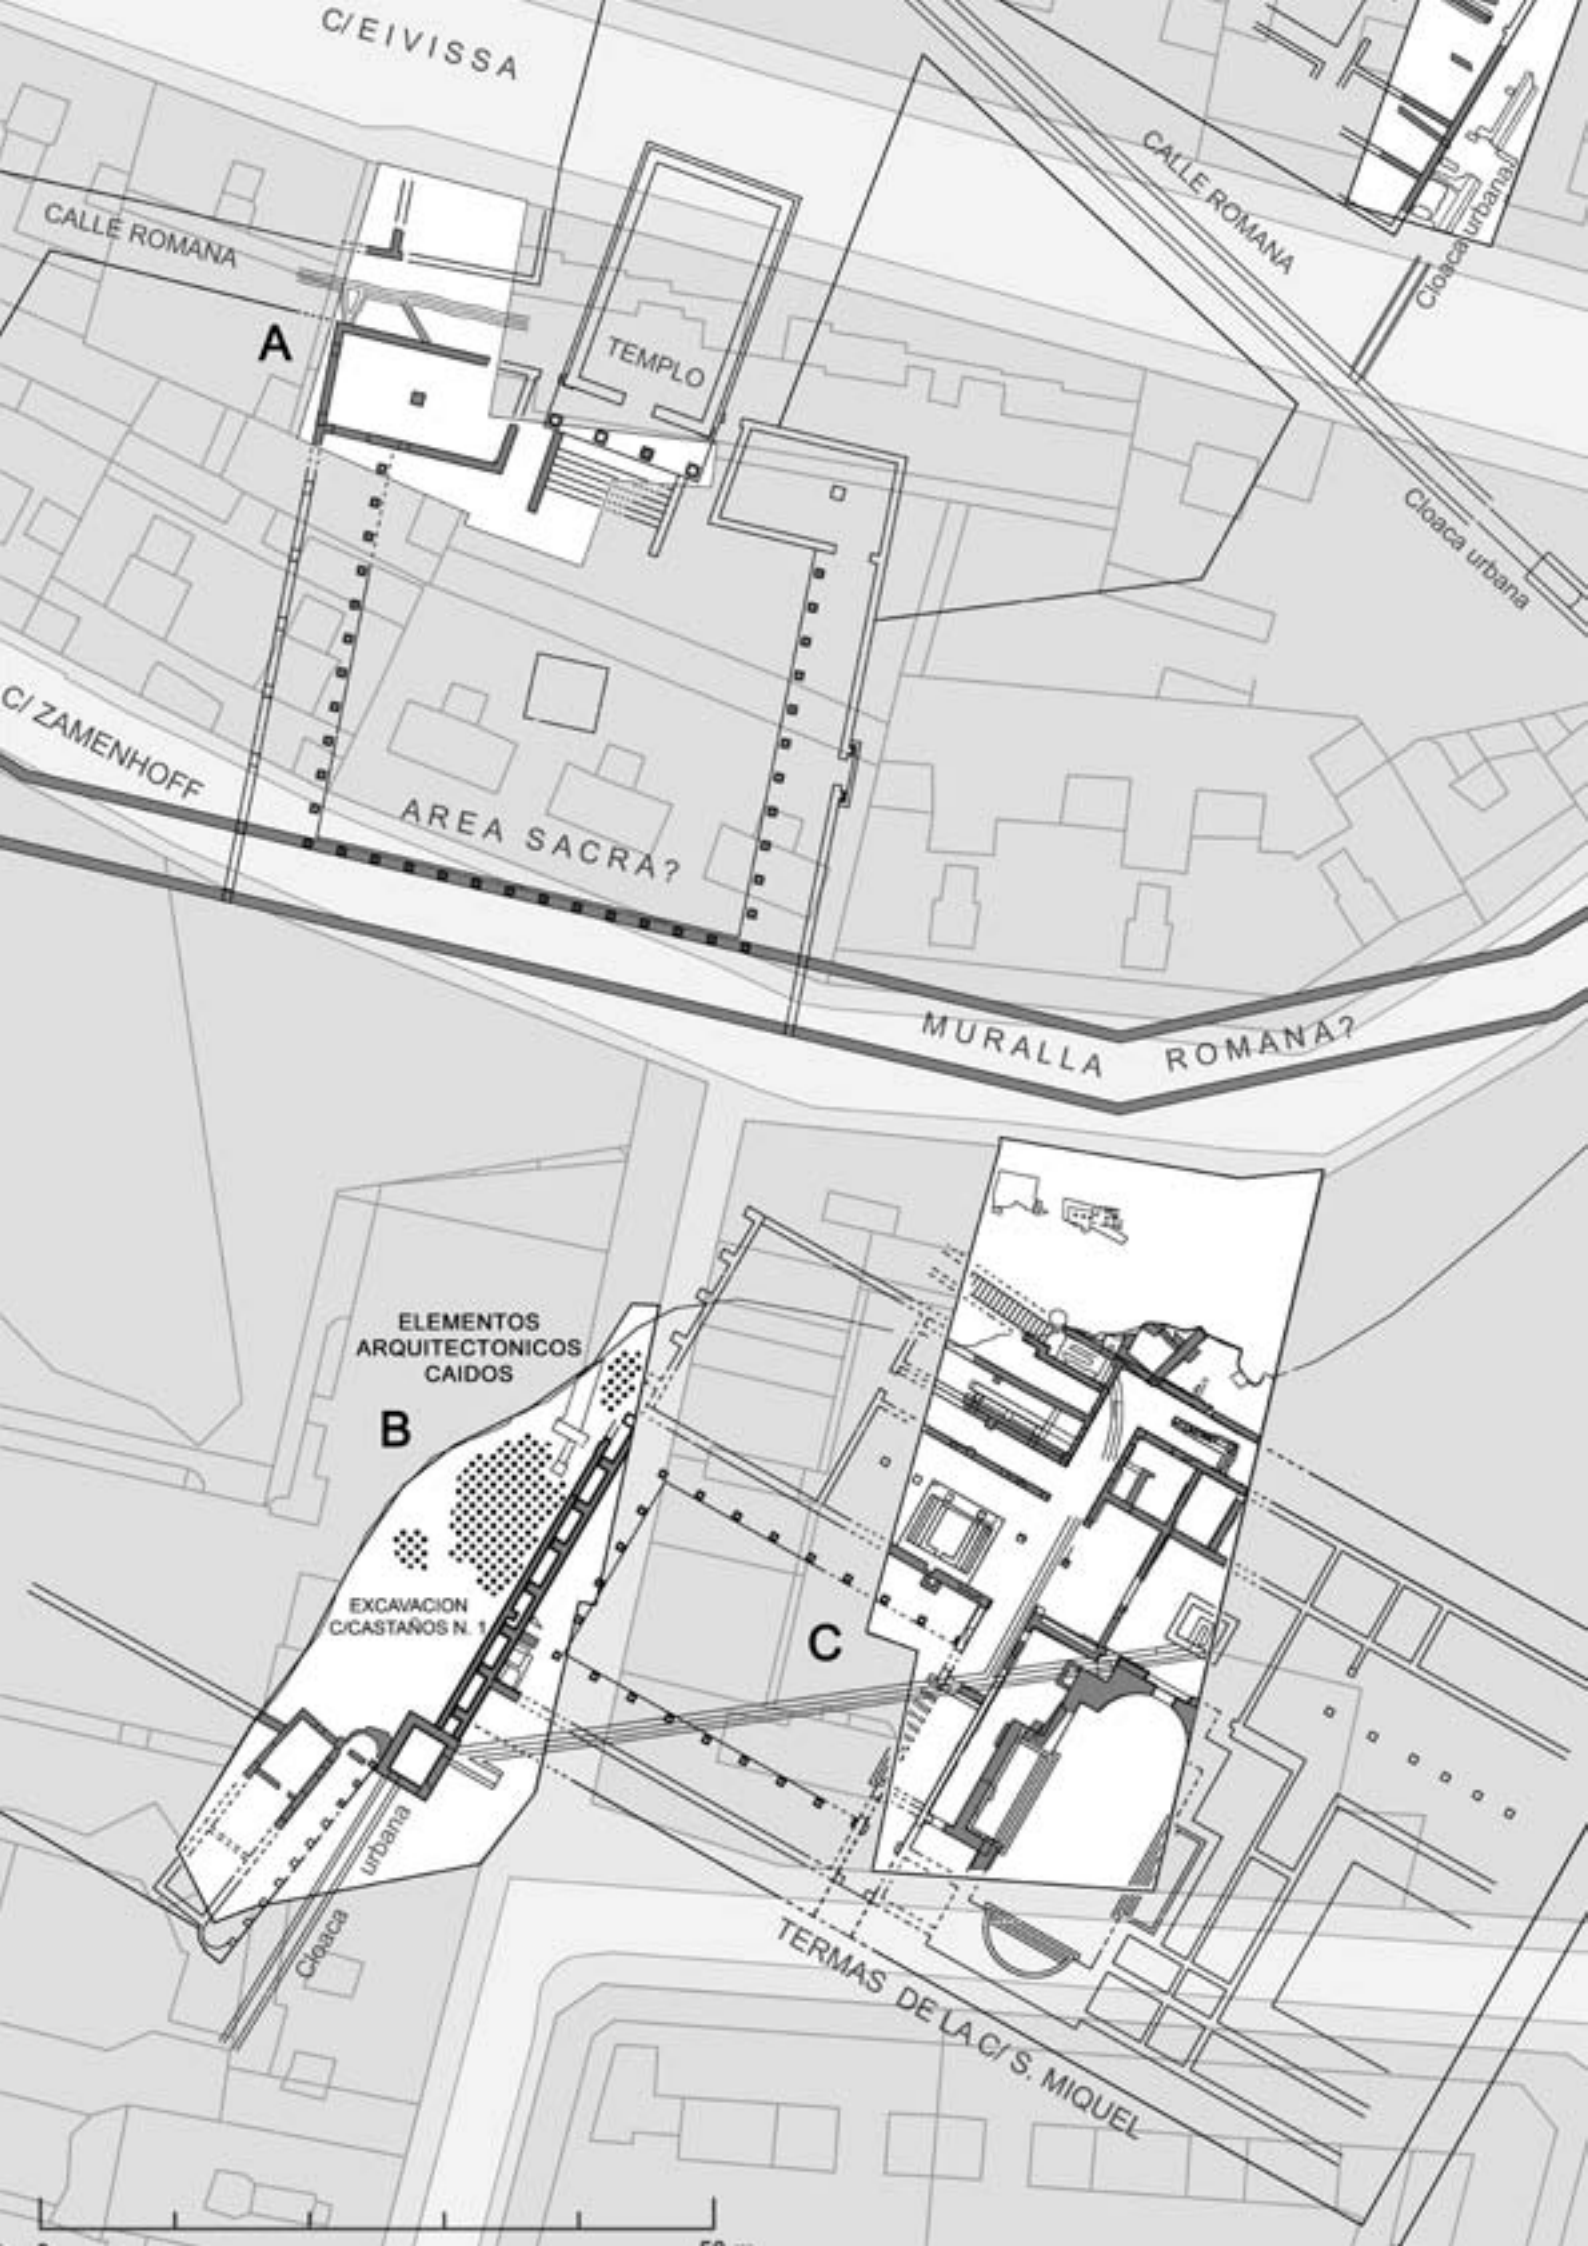 C/ EIVISSA
CALLE ROMANA
CALLE ROMANA
Cloaca urbana
A
TEMPLO
Cloaca urbana
C/ ZAMENHOFF
AREA SACRA?
MURALLA ROMANA?
ELEMENTOS
ARQUITECTONICOS
CAIDOS
B
EXCAVACION
C/CASTAÑOS N. 1
C
Cloaca urbana
TERMAS DE LA C/ S. MIQUEL